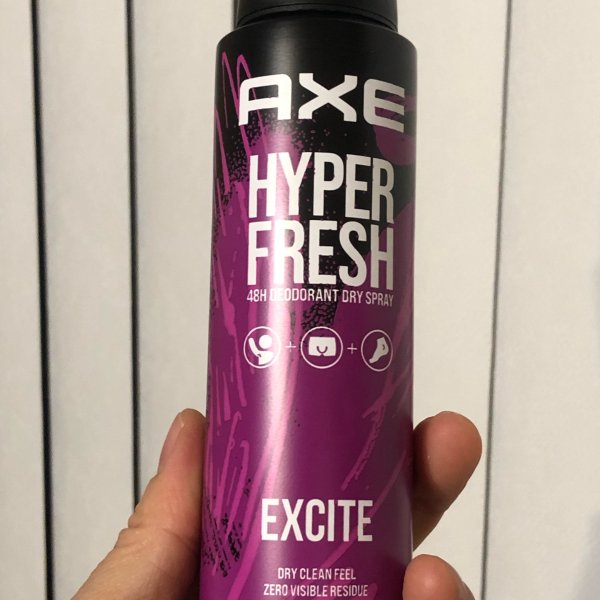 AXE
HYPER
FRESH
48H DEODORANT DRY SPRAY
+ +
EXCITE
DRY CLEAN FEEL
ZERO VISIBLE RESIDUE